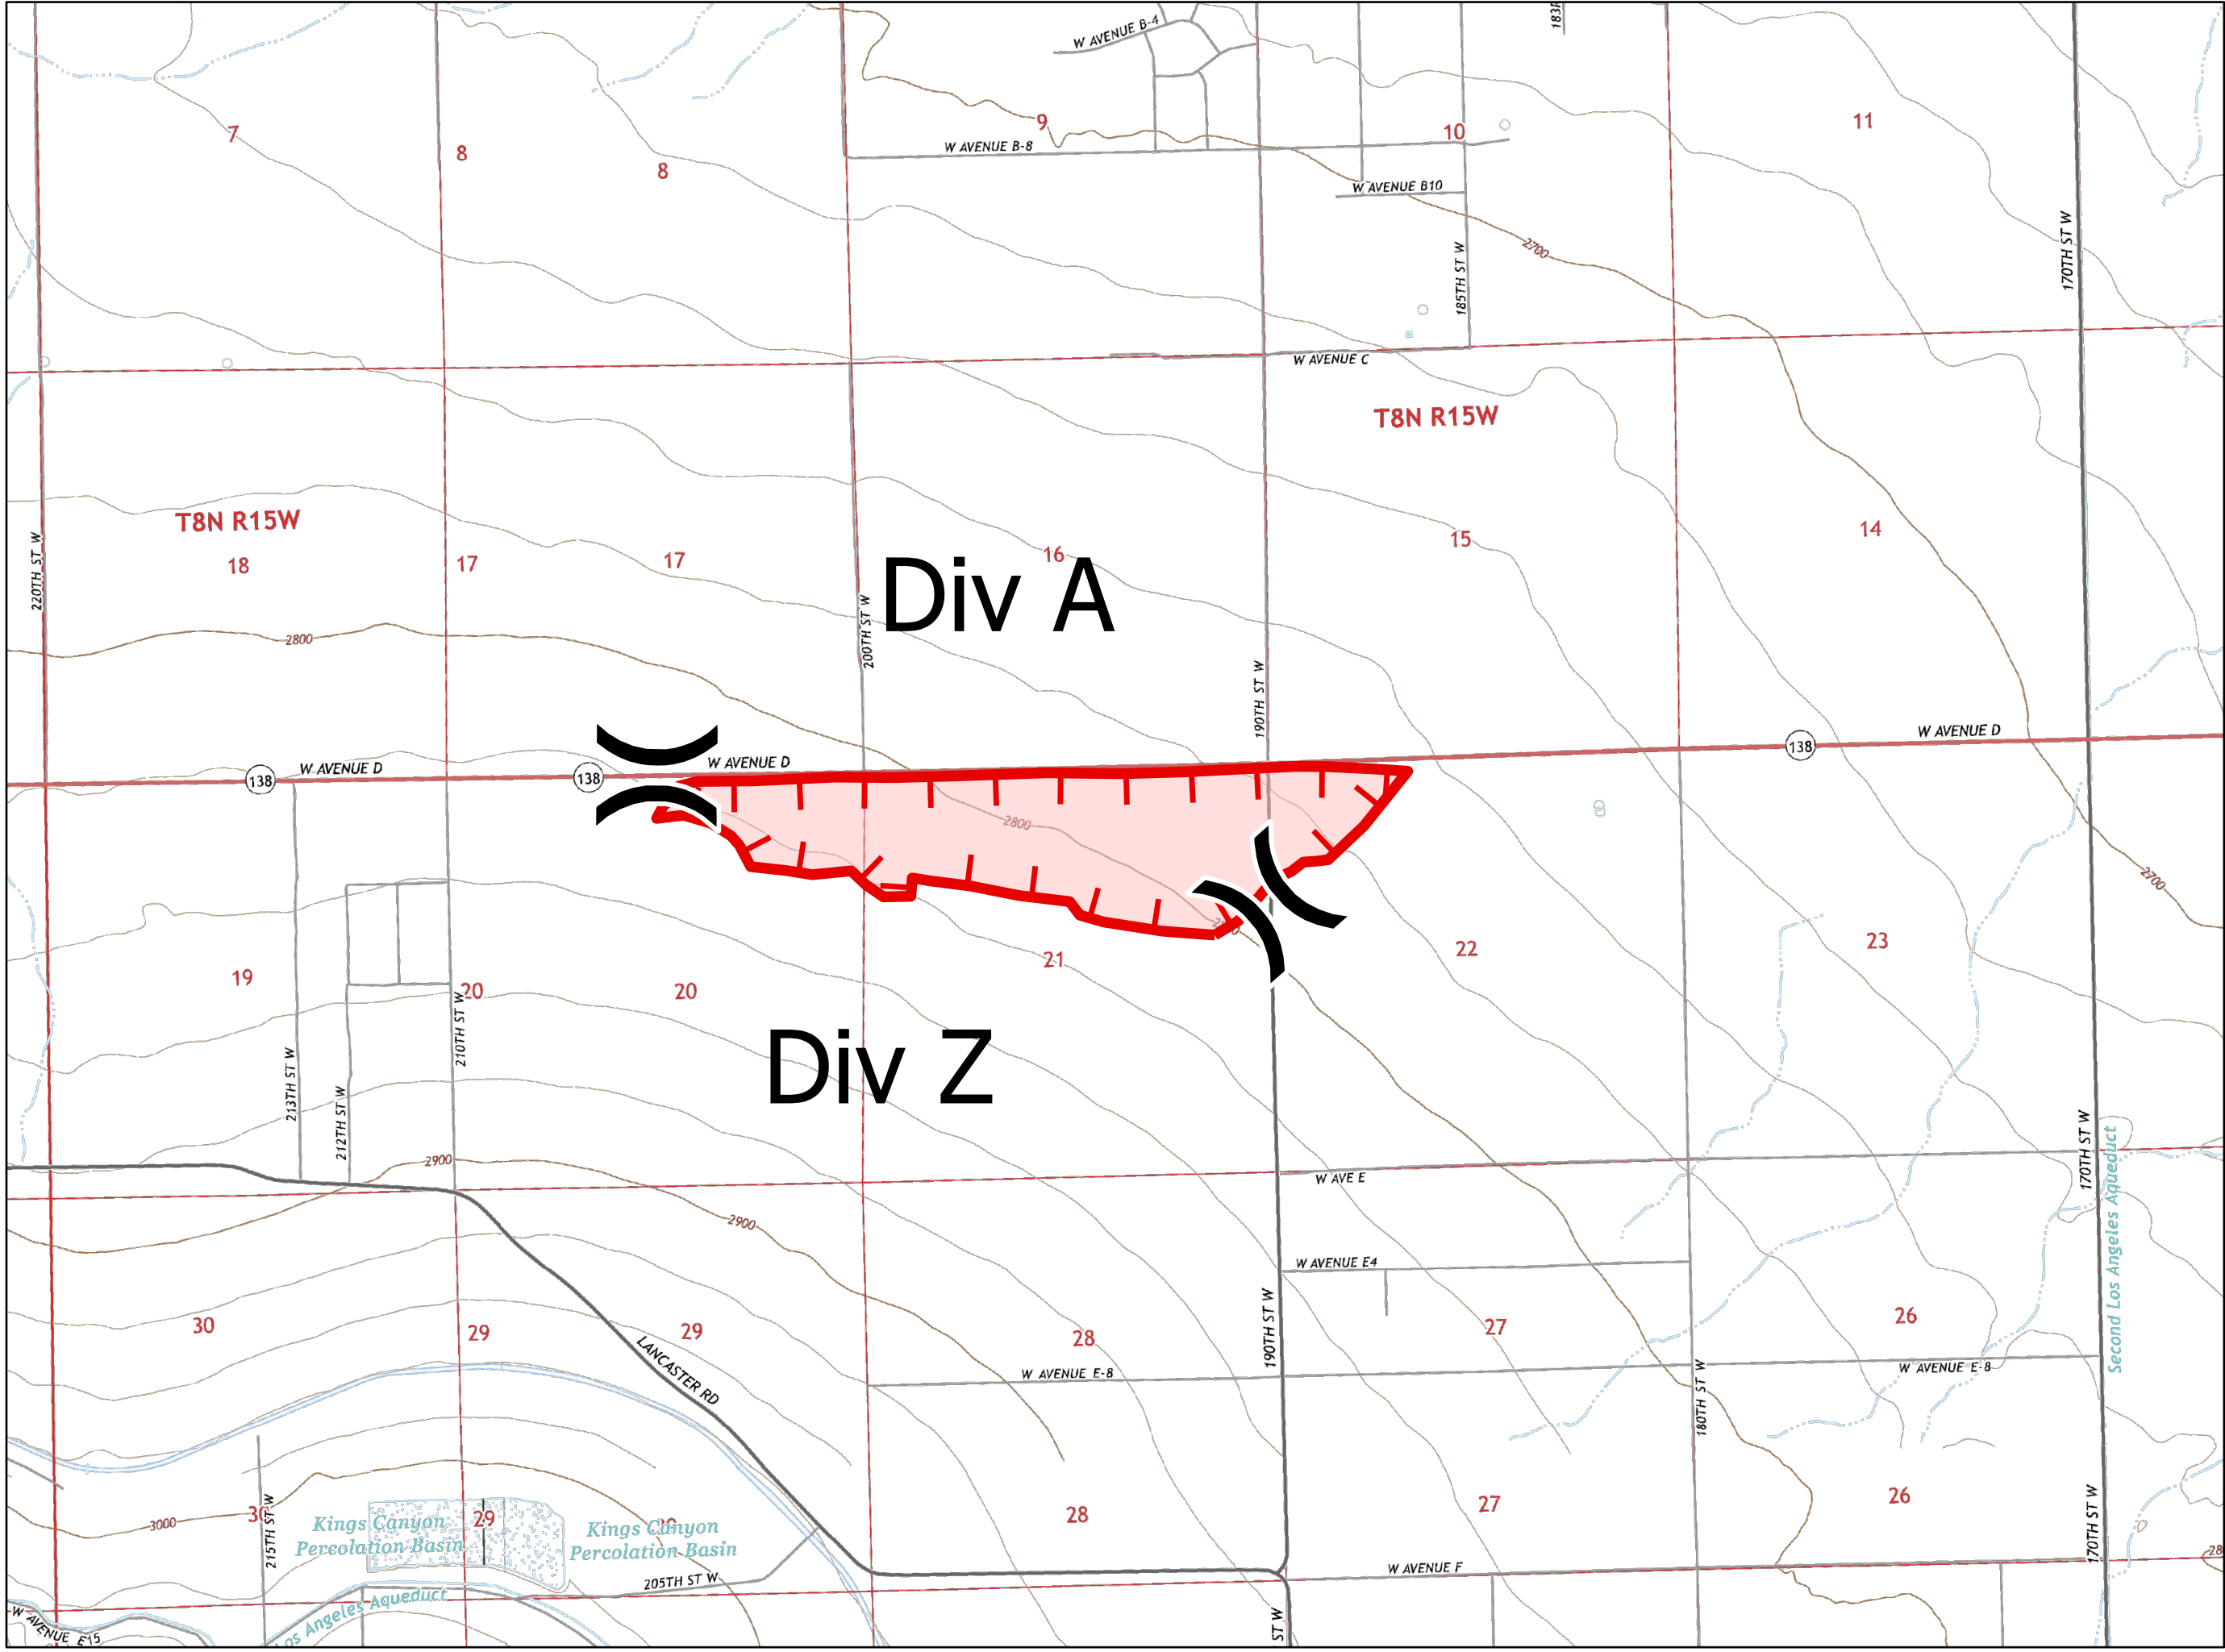 W AVENUE B-4
183R
7
8
8
9
10
11
W AVENUE B-8
W AVENUE B10
2700
185TH ST W
170TH ST W
W AVENUE C
T8N R15W
T8N R15W
220TH ST W
18
17
17
16
15
14
Div A
200TH ST W
2800
190TH ST W
138
W AVENUE D
138
W AVENUE D
138
W AVENUE D
2800
2700
19
20
20
21
22
23
210TH ST W
213TH ST W
212TH ST W
Div Z
2900
2900
170TH ST W
Second Los Angeles Aqueduct
W AVE E
W AVENUE E4
30
29
29
28
27
26
190TH ST W
LANCASTER RD
W AVENUE E-8
W AVENUE E-8
180TH ST W
3000
30
215TH ST W
Kings Canyon
Percolation Basin
29
Kings Canyon
Percolation Basin
28
27
26
170TH ST W
205TH ST W
W AVENUE F
28
Los Angeles Aqueduct
W AVENUE E15
ST W